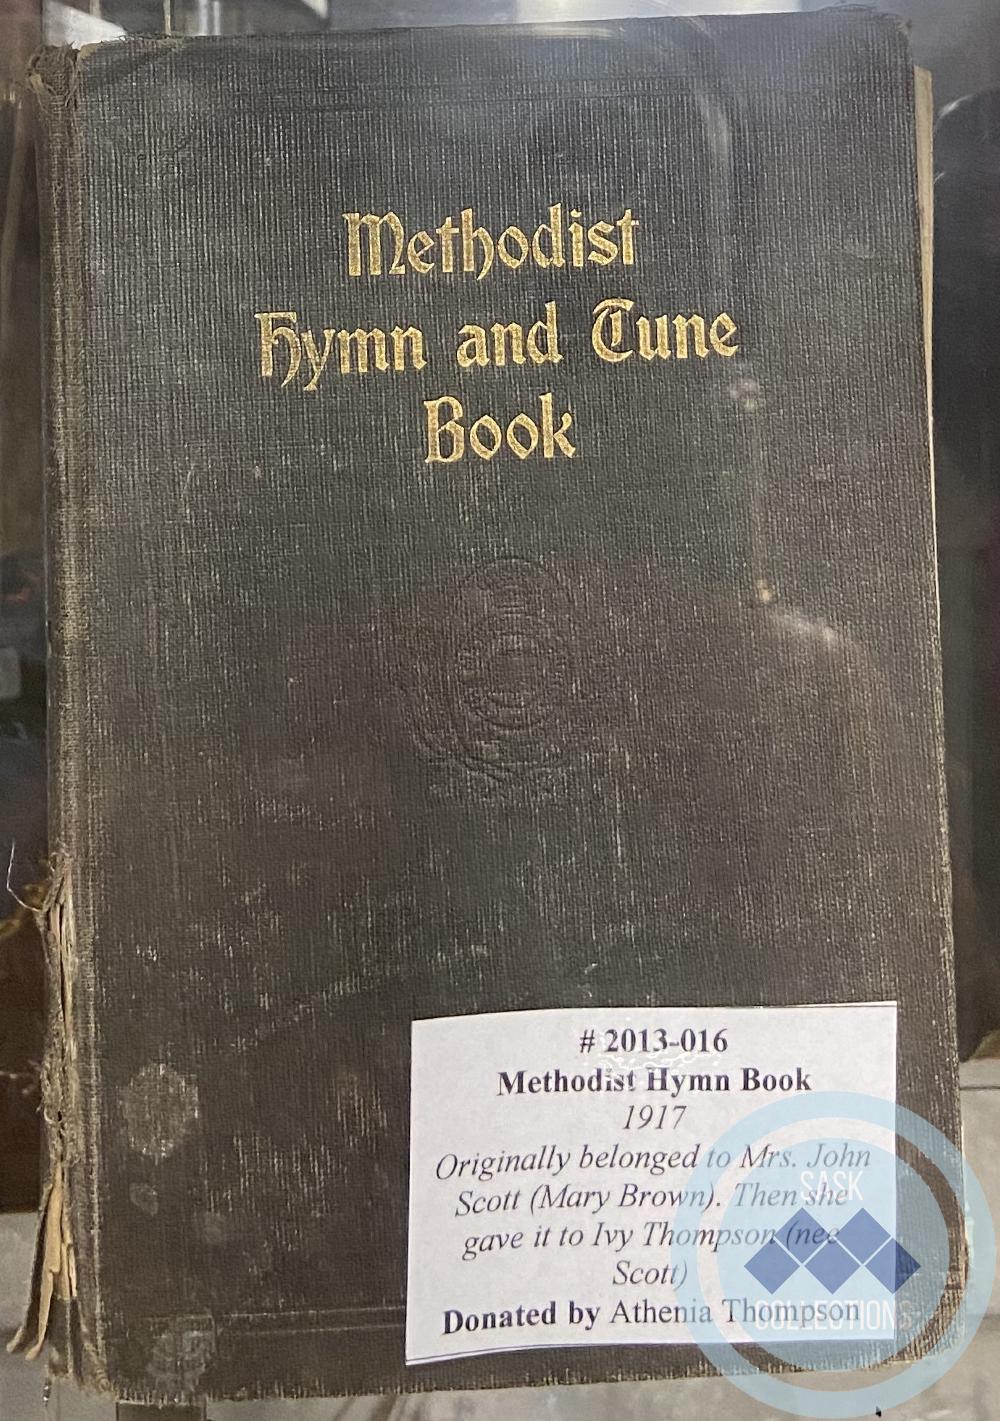 Methodist
Hymn and Tune
Book
# 2013-016
Methodist Hymn Book
1917
Originally belonged to Mrs. John
Scott (Mary Brown). Then she
gave it to Ivy Thompson (nee
Scott)
Donated by Athenia Thompson
SASK
COLLECTIONS